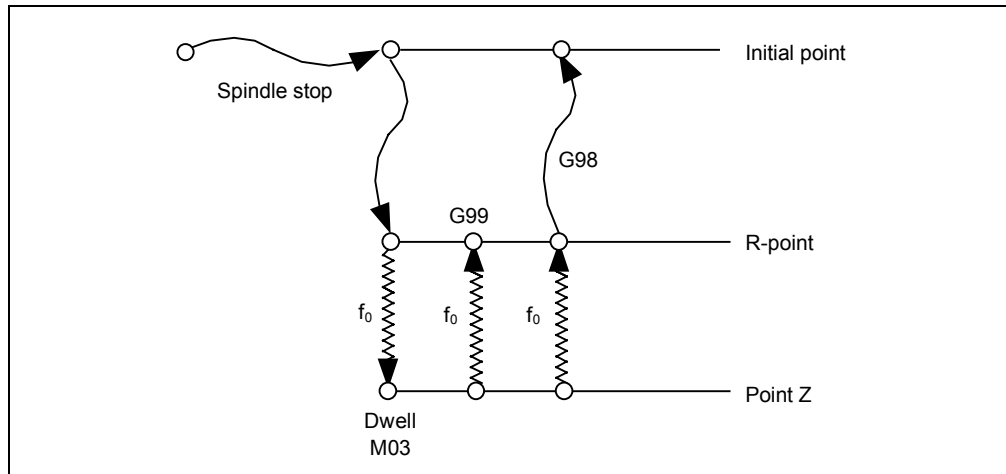 Initial point
Spindle stop
G98
G99
R-point
f₀
f₀
f₀
Point Z
Dwell
M03